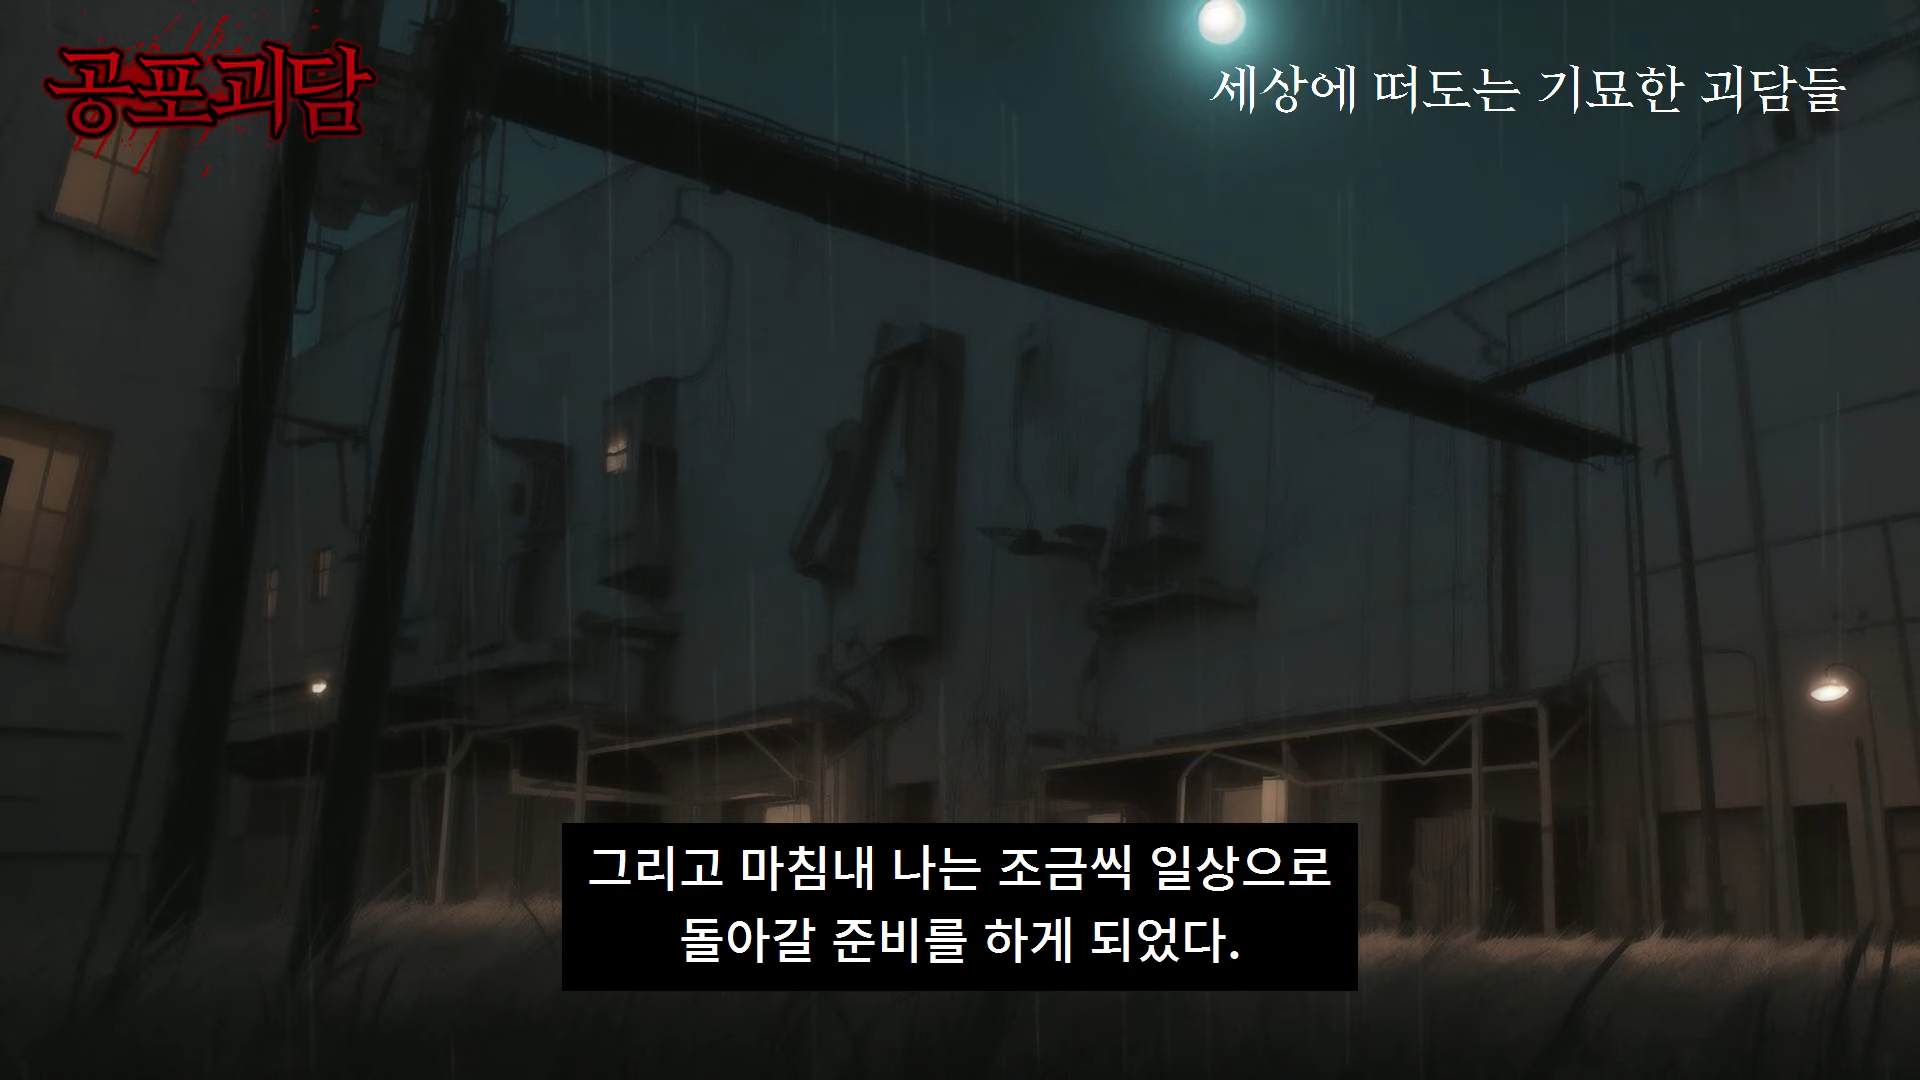 공포괴담
세상에 떠도는 기묘한 괴담들
그리고 마침내 나는 조금씩 일상으로
돌아갈 준비를 하게 되었다.